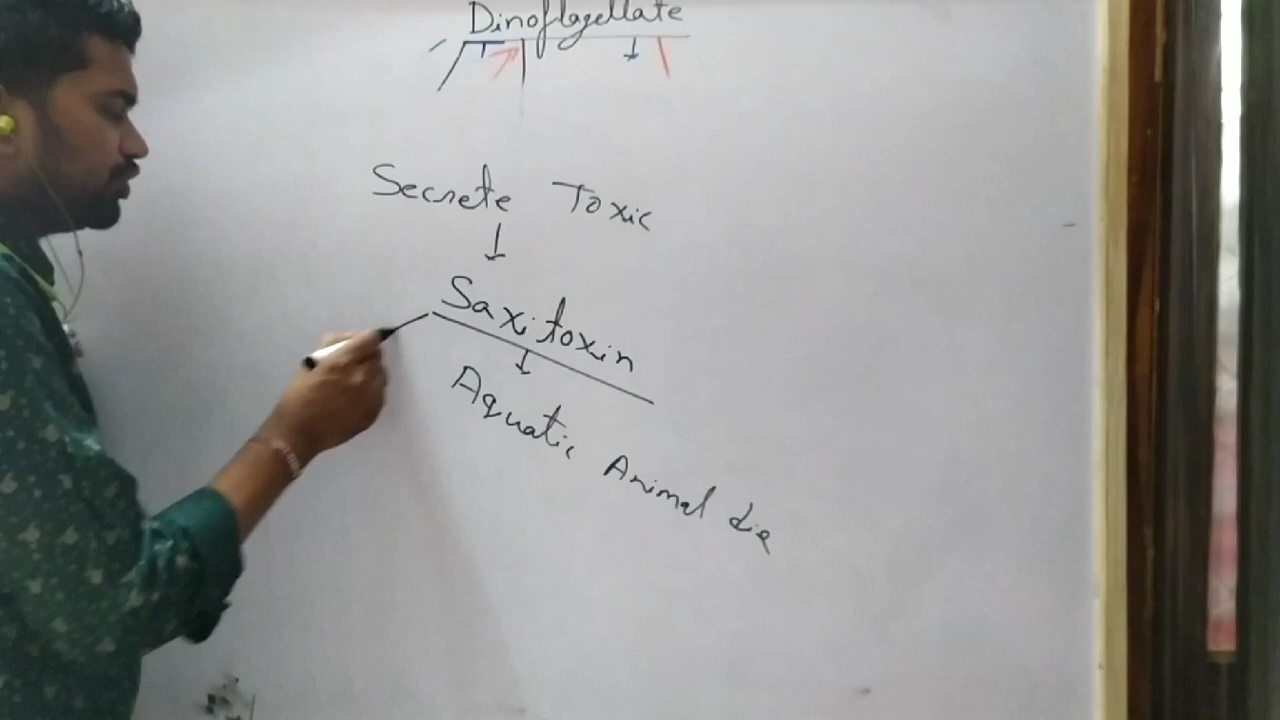 Dinoflagellate
Secrete Toxic
Saxitoxin
Aquatic Animal die